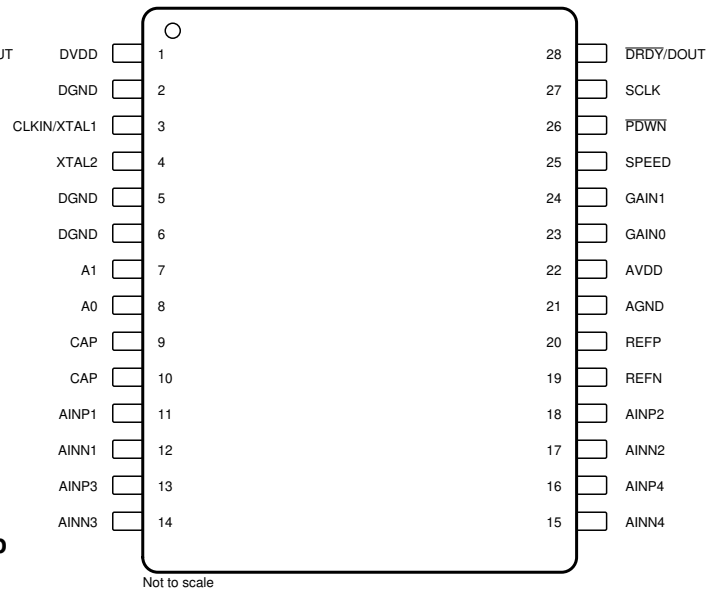 UT
DVDD 1 28 D̅R̅D̅Y̅/DOUT
DGND 2 27 SCLK
CLKIN/XTAL1 3 26 P̅D̅W̅N̅
XTAL2 4 25 SPEED
DGND 5 24 GAIN1
DGND 6 23 GAIN0
A1 7 22 AVDD
A0 8 21 AGND
CAP 9 20 REFP
CAP 10 19 REFN
AINP1 11 18 AINP2
AINN1 12 17 AINN2
AINP3 13 16 AINP4
AINN3 14 15 AINN4
Not to scale